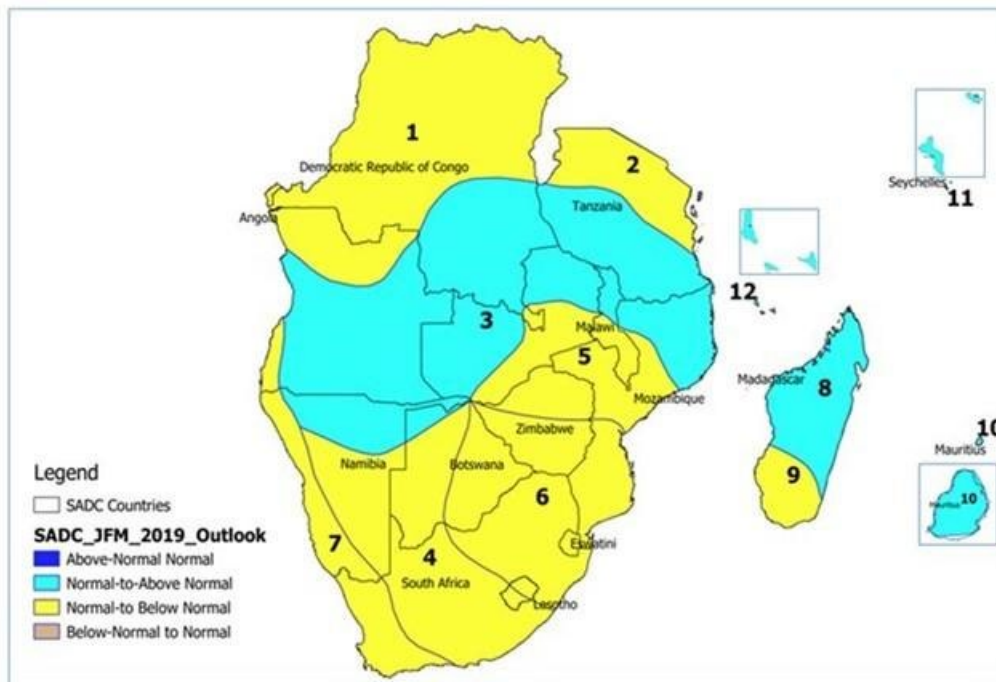 1
Democratic Republic of Congo
2
Seychelles
11
Angola
Tanzania
12
3
Malawi
5
Madagascar
8
Mozambique
10
Mauritius
Zimbabwe
Namibia
Botswana
9
6
Mauritius 10
7
4
Eswatini
South Africa
Lesotho
Legend
SADC Countries
SADC_JFM_2019_Outlook
Above-Normal Normal
Normal-to-Above Normal
Normal-to Below Normal
Below-Normal to Normal